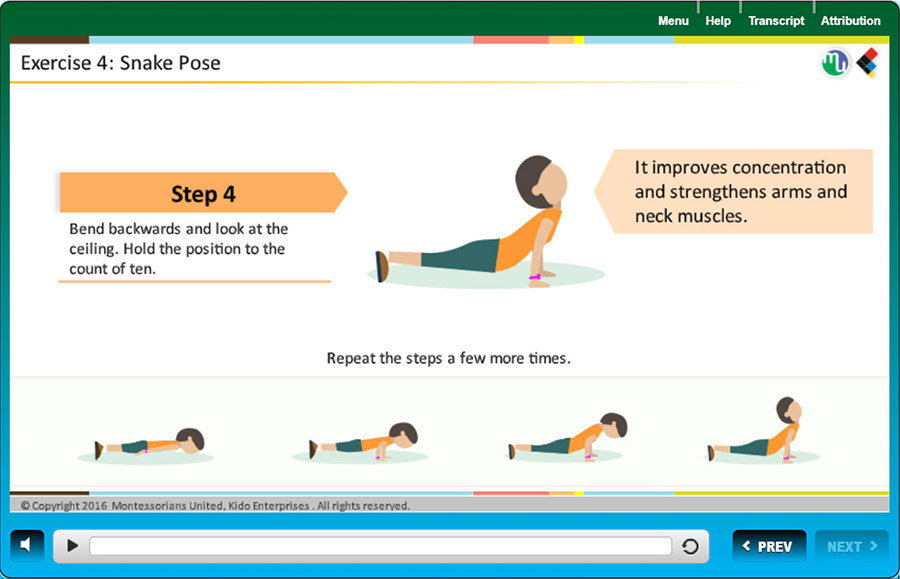 Menu Help Transcript Attribution
Exercise 4: Snake Pose
mu
Step 4
Bend backwards and look at the
ceiling. Hold the position to the
count of ten.
It improves concentration
and strengthens arms and
neck muscles.
Repeat the steps a few more times.
© Copyright 2016 Montessorians United, Kido Enterprises . All rights reserved.
PREV NEXT